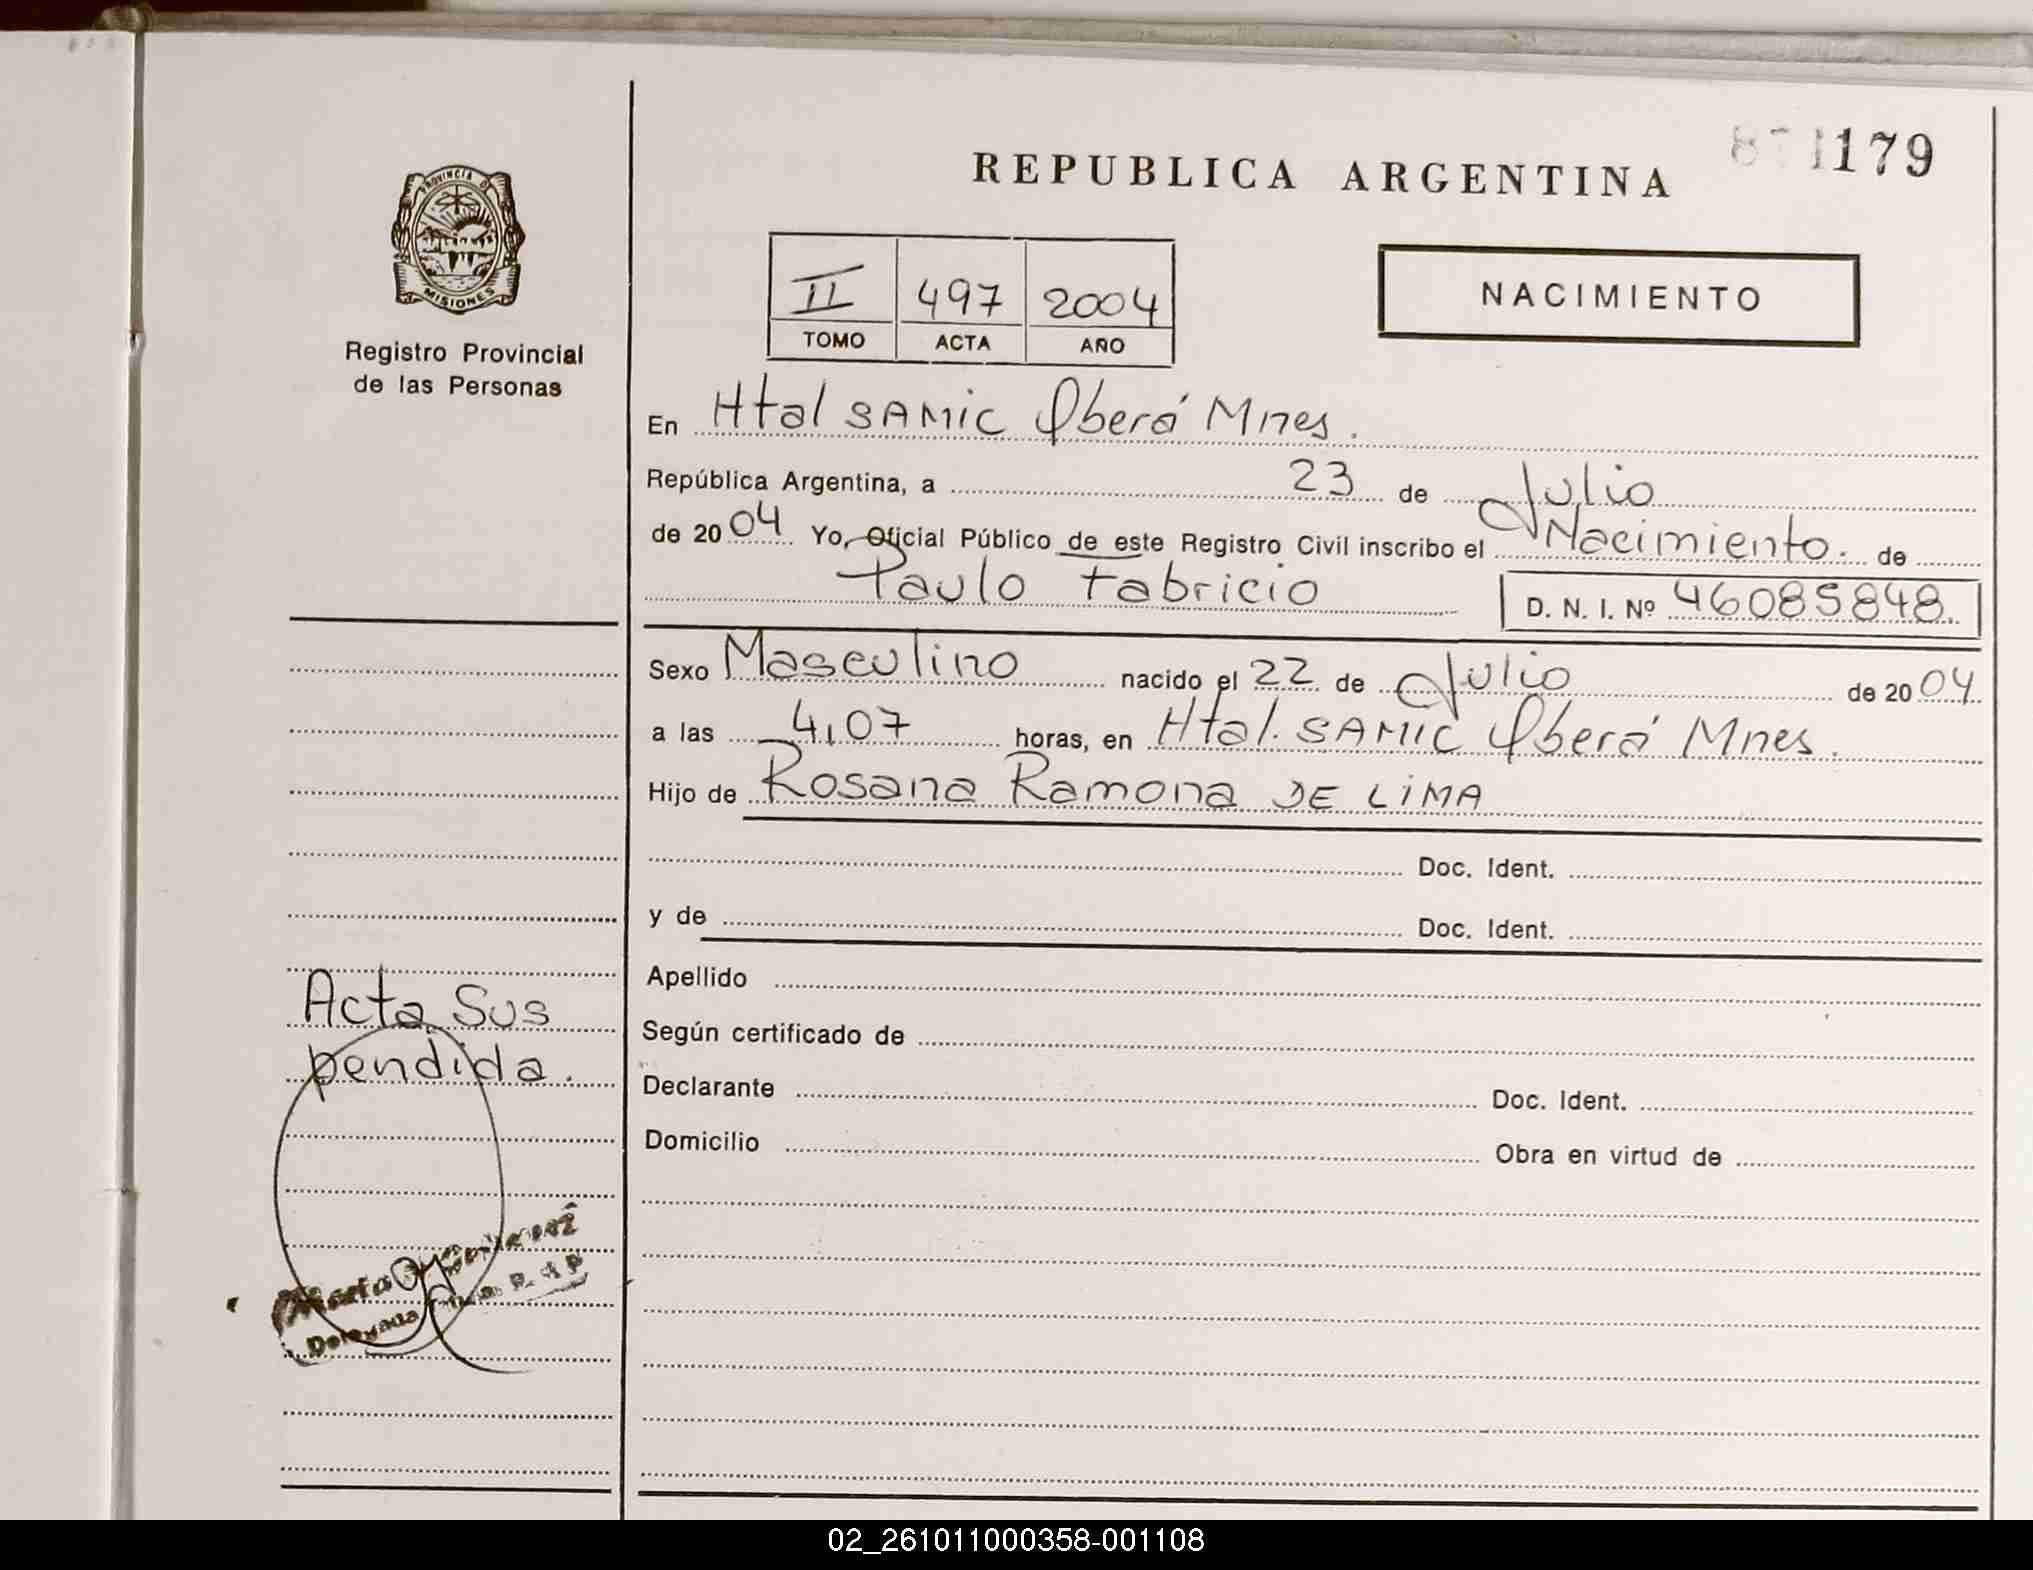 179
REPUBLICA ARGENTINA
PROVINCIA DE
MISIONES
Registro Provincial
de las Personas
II 497 2004
TOMO ACTA AÑO
NACIMIENTO
En Htal SAMIC Oberá Mnes.
República Argentina, a 23 de Julio
de 2004 Yo, Oficial Público de este Registro Civil inscribo el Nacimiento. de
Paulo Fabricio D. N. I. Nº 46085848.
Sexo Masculino nacido el 22 de Julio de 2004
a las 4,07 horas, en Htal. SAMIC Oberá Mnes.
Hijo de Rosana Ramona DE LIMA
Doc. Ident.
y de Doc. Ident.
Apellido
Según certificado de
Declarante Doc. Ident.
Domicilio Obra en virtud de
Acta Sus
pendida.
02_261011000358-001108